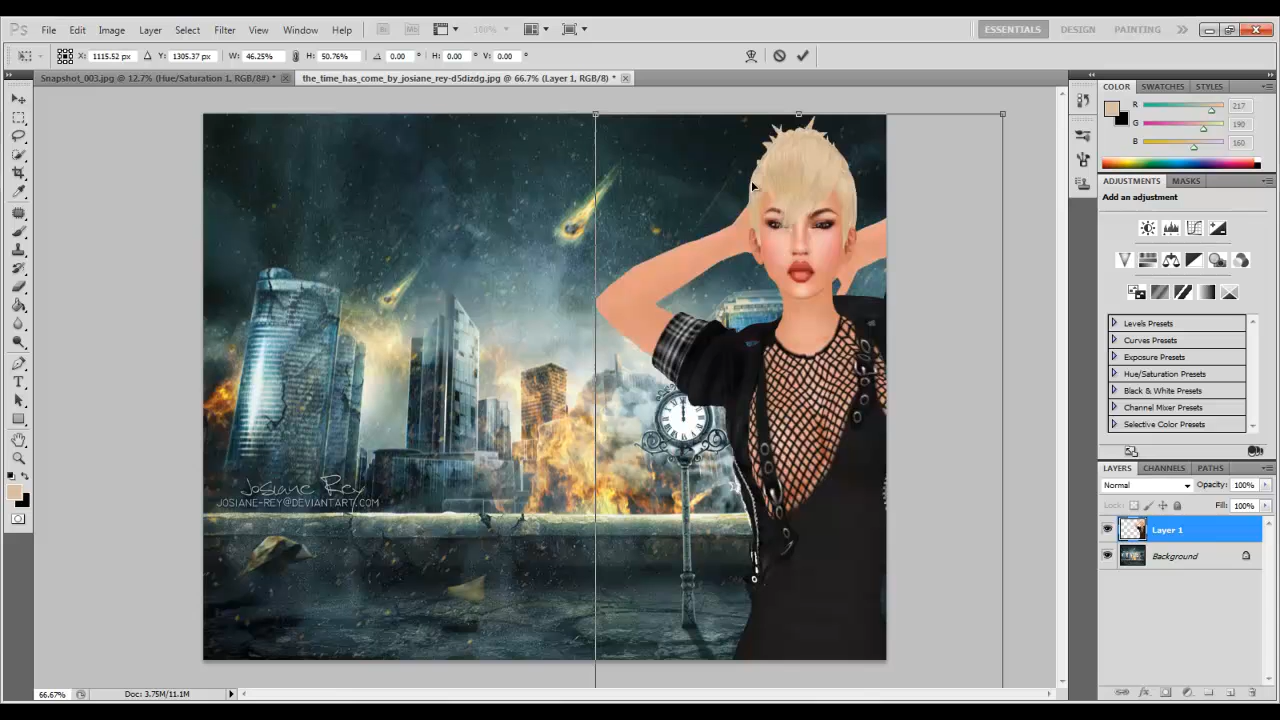 Ps File Edit Image Layer Select Filter View Window Help 100% ESSENTIALS DESIGN PAINTING
X: 1115.52 px Y: 1305.37 px W: 46.25% H: 50.76% 0.00 ° H: 0.00 ° V: 0.00 °
Snapshot_003.jpg @ 12.7% (Hue/Saturation 1, RGB/8#) * the_time_has_come_by_josiane_rey-d5dizdg.jpg @ 66.7% (Layer 1, RGB/8) *
COLOR SWATCHES STYLES
R 217
G 190
B 160
ADJUSTMENTS MASKS
Add an adjustment
Levels Presets
Curves Presets
Exposure Presets
Hue/Saturation Presets
Black & White Presets
Channel Mixer Presets
Selective Color Presets
LAYERS CHANNELS PATHS
Normal Opacity: 100%
Lock: Fill: 100%
Layer 1
Background
Josiane Rey
JOSIANE-REY@DEVIANTART.COM
66.67% Doc: 3.75M/11.1M